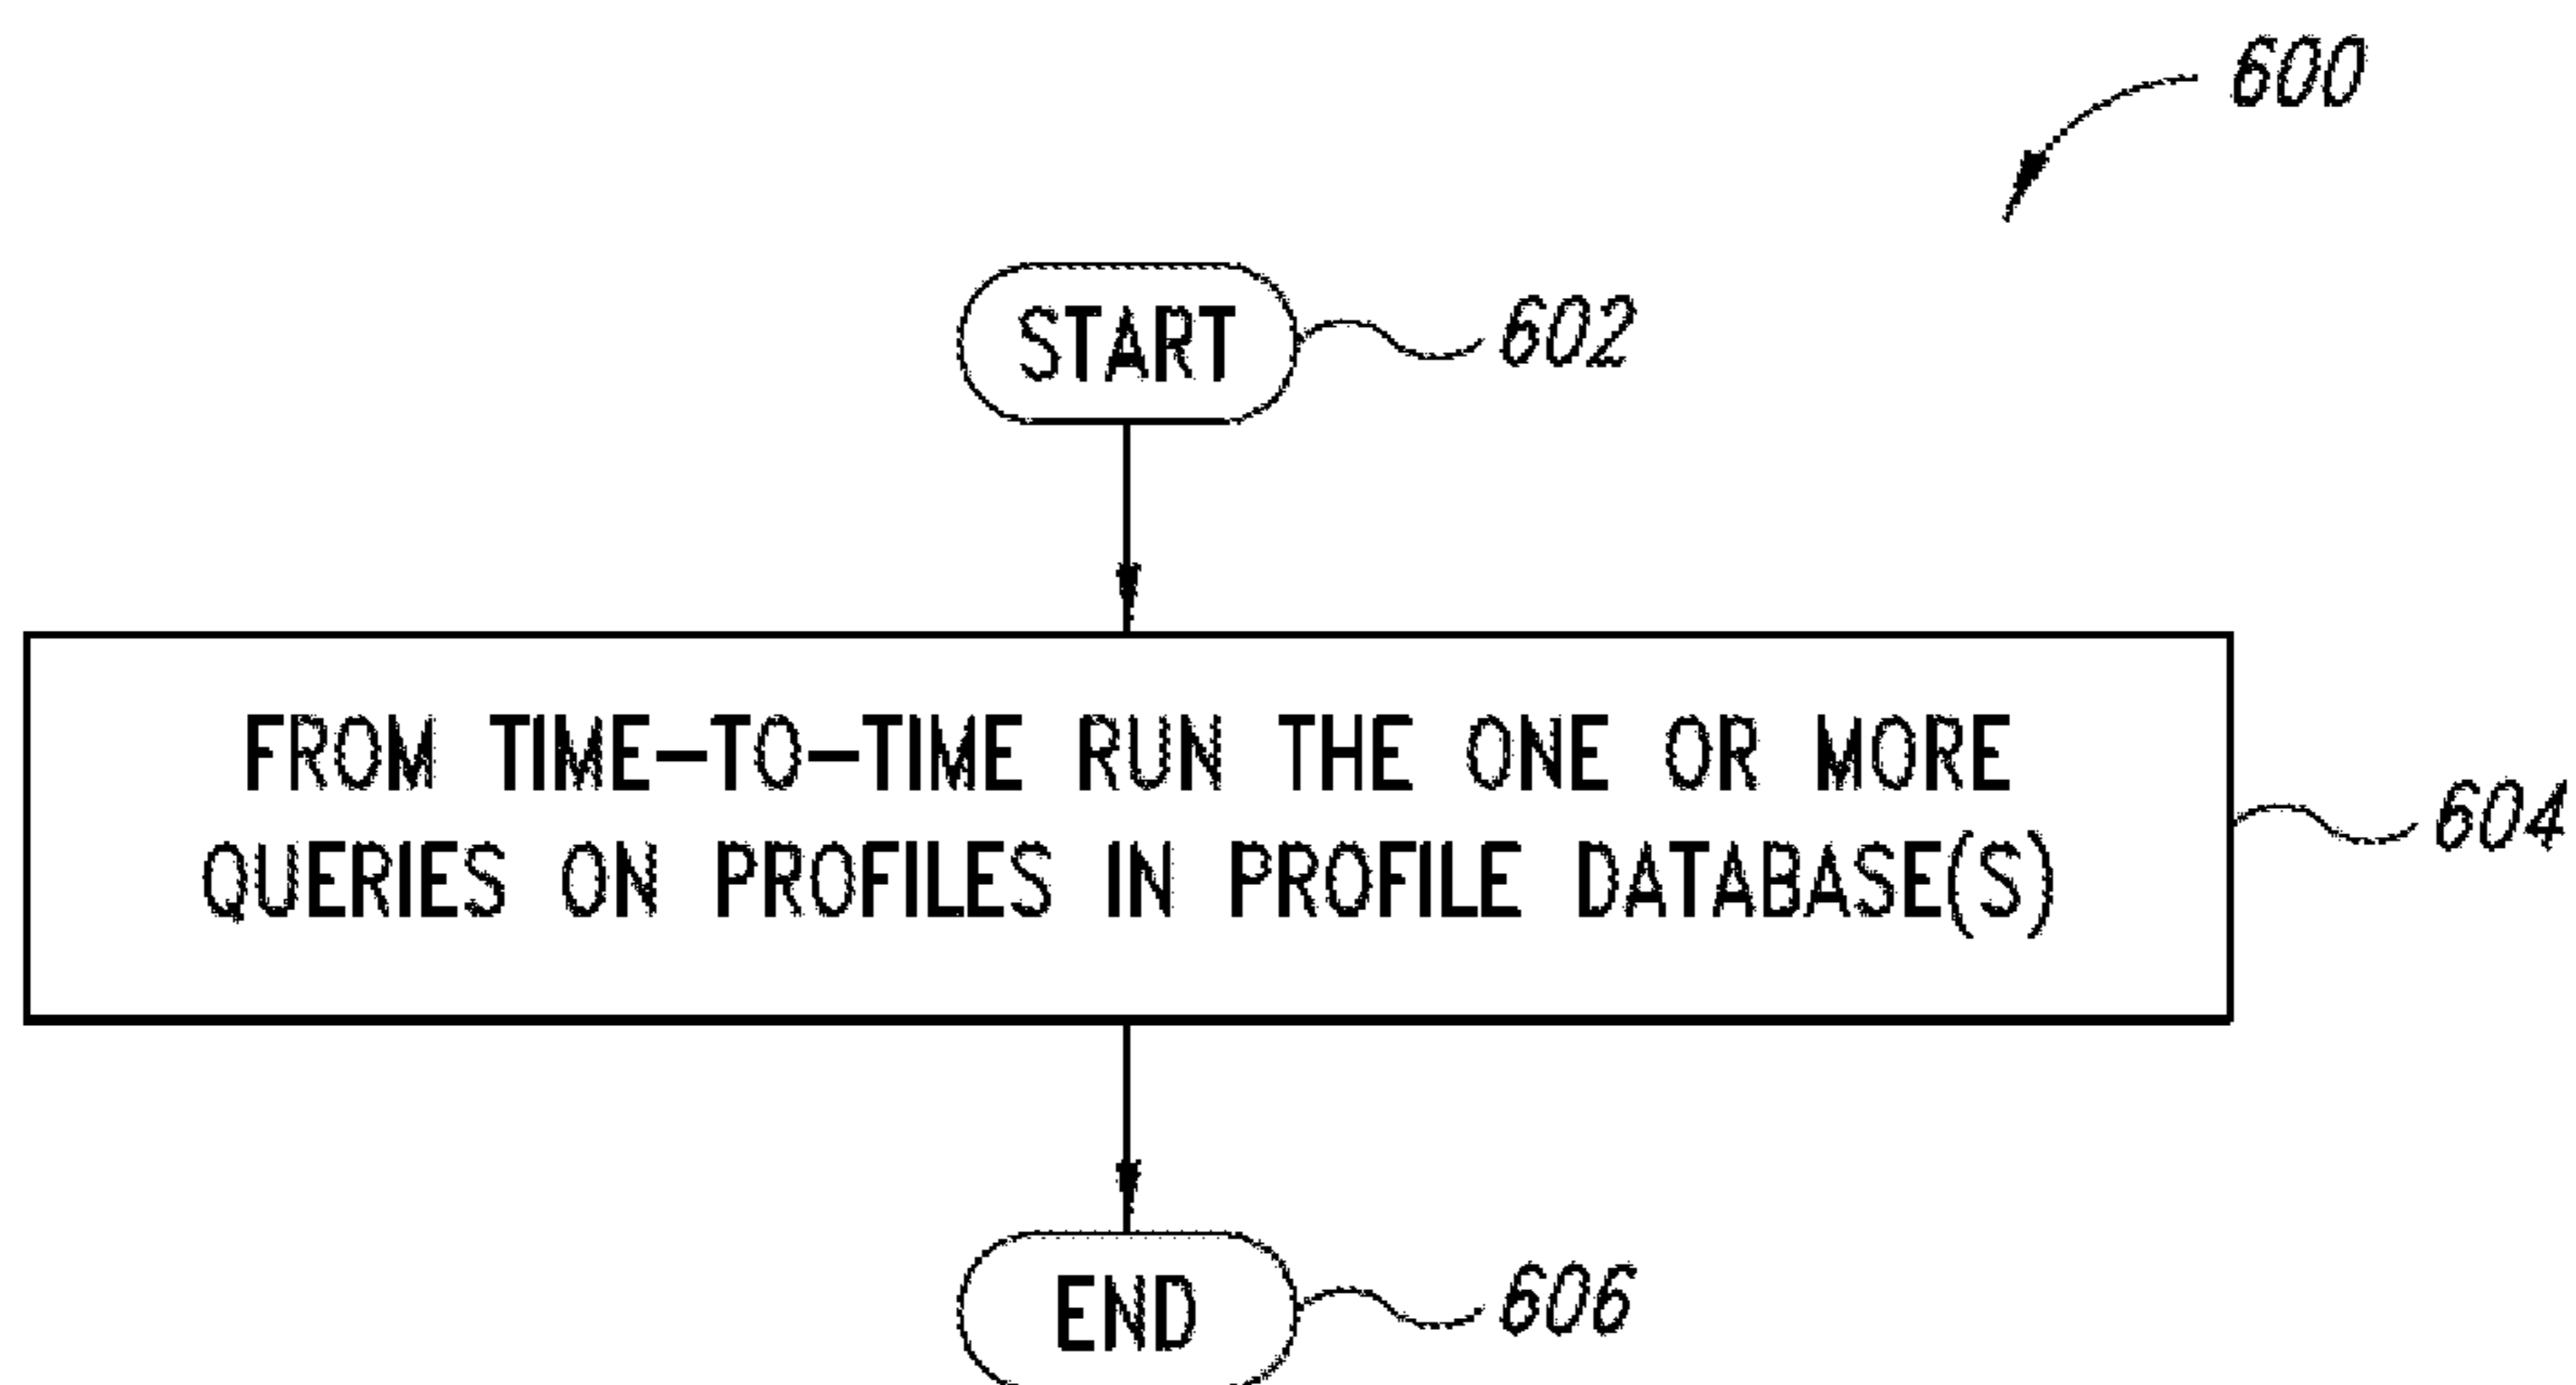 600
START 602
FROM TIME-TO-TIME RUN THE ONE OR MORE
QUERIES ON PROFILES IN PROFILE DATABASE(S)
604
END 606